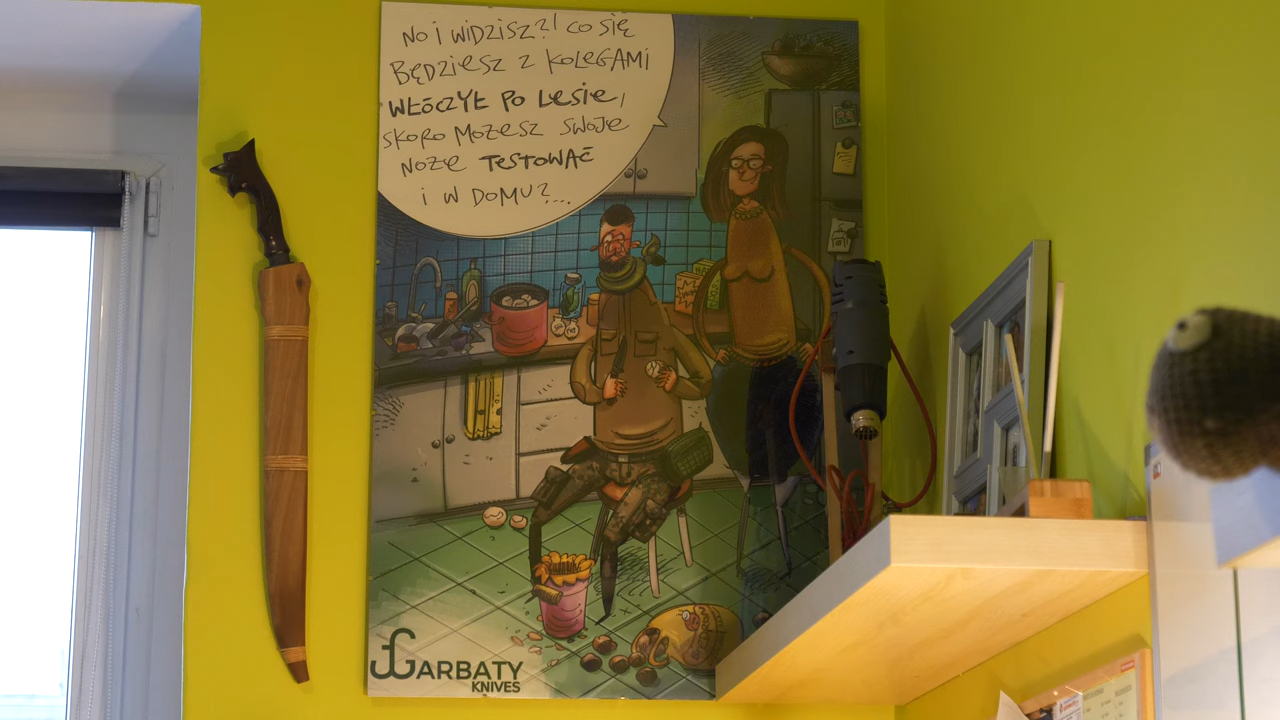 NO i WiDZiSZ?! CO SiĘ
BĘDZiESZ Z KOLEGAMi
WŁÓCZYŁ PO LESiE,
SKORO MOŻESZ SWOJE
NOŻE TESTOWAĆ
i W DOMU?...
GARBATY
KNIVES